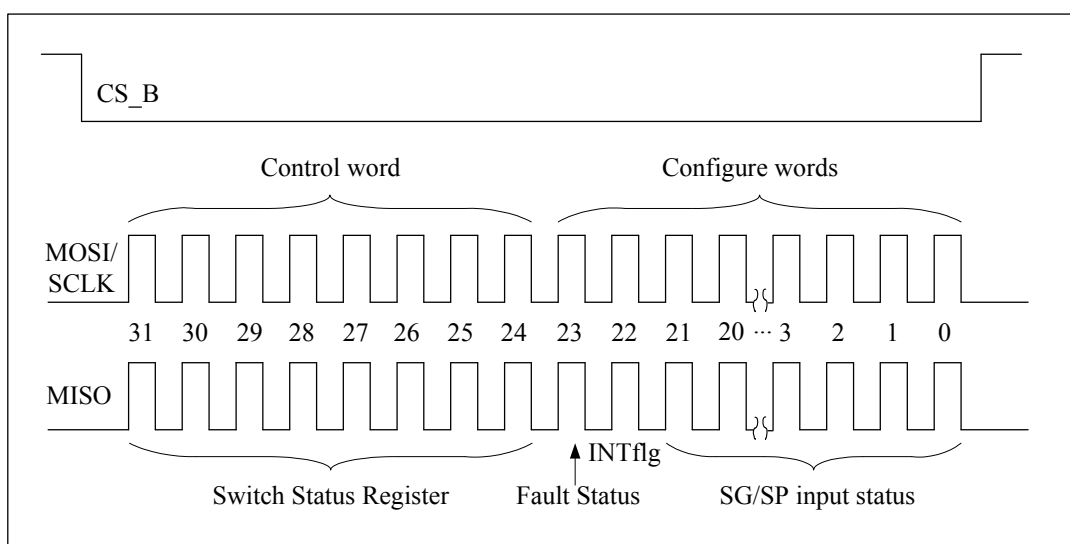 CS_B
Control word
Configure words
MOSI/
SCLK
31 30 29 28 27 26 25 24 23 22 21 20 ... 3 2 1 0
MISO
INTflg
Switch Status Register
Fault Status
SG/SP input status